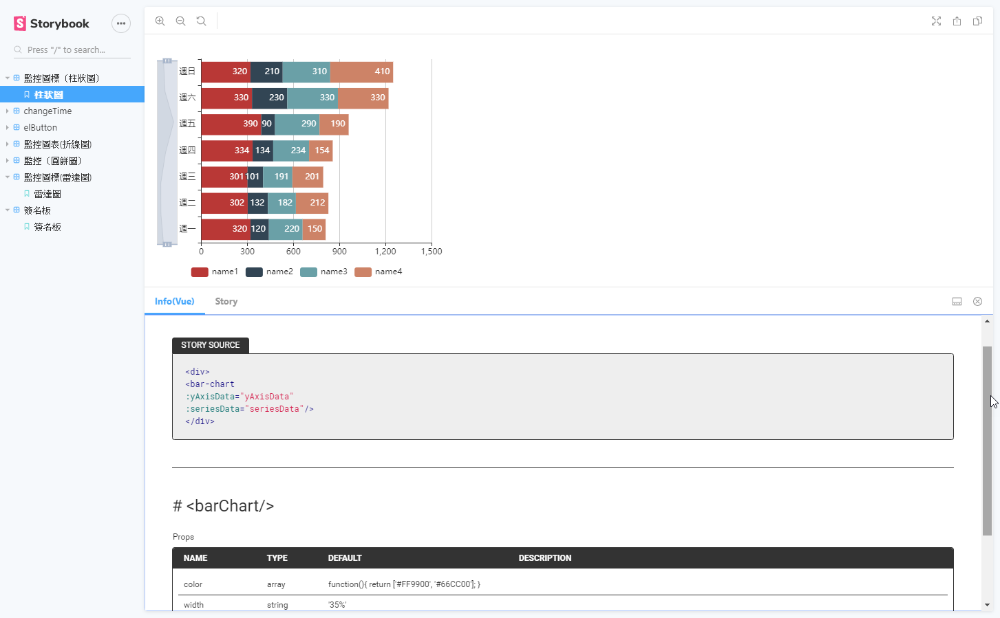 Storybook
Press "/" to search...
監控圖標〔柱狀圖〕
柱狀圖
changeTime
elButton
監控圖表(折線圖)
監控〔圓餅圖〕
監控圖標(雷達圖)
雷達圖
簽名板
簽名板
週日 320 210 310 410
週六 330 230 330 330
週五 390 90 290 190
週四 334 134 234 154
週三 301 101 191 201
週二 302 132 182 212
週一 320 120 220 150
0 300 600 900 1,200 1,500
name1 name2 name3 name4
Info(Vue) Story
STORY SOURCE
<div>
<bar-chart
:yAxisData="yAxisData"
:seriesData="seriesData"/>
</div>
# <barChart/>
Props
NAME TYPE DEFAULT DESCRIPTION
color array function(){ return ['#FF9900', '#66CC00']; }
width string '35%'